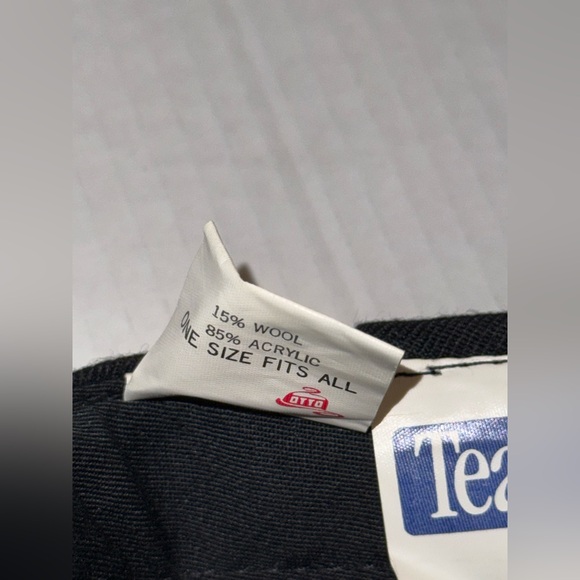 15% WOOL
85% ACRYLIC
ONE SIZE FITS ALL
OTTO
Tea